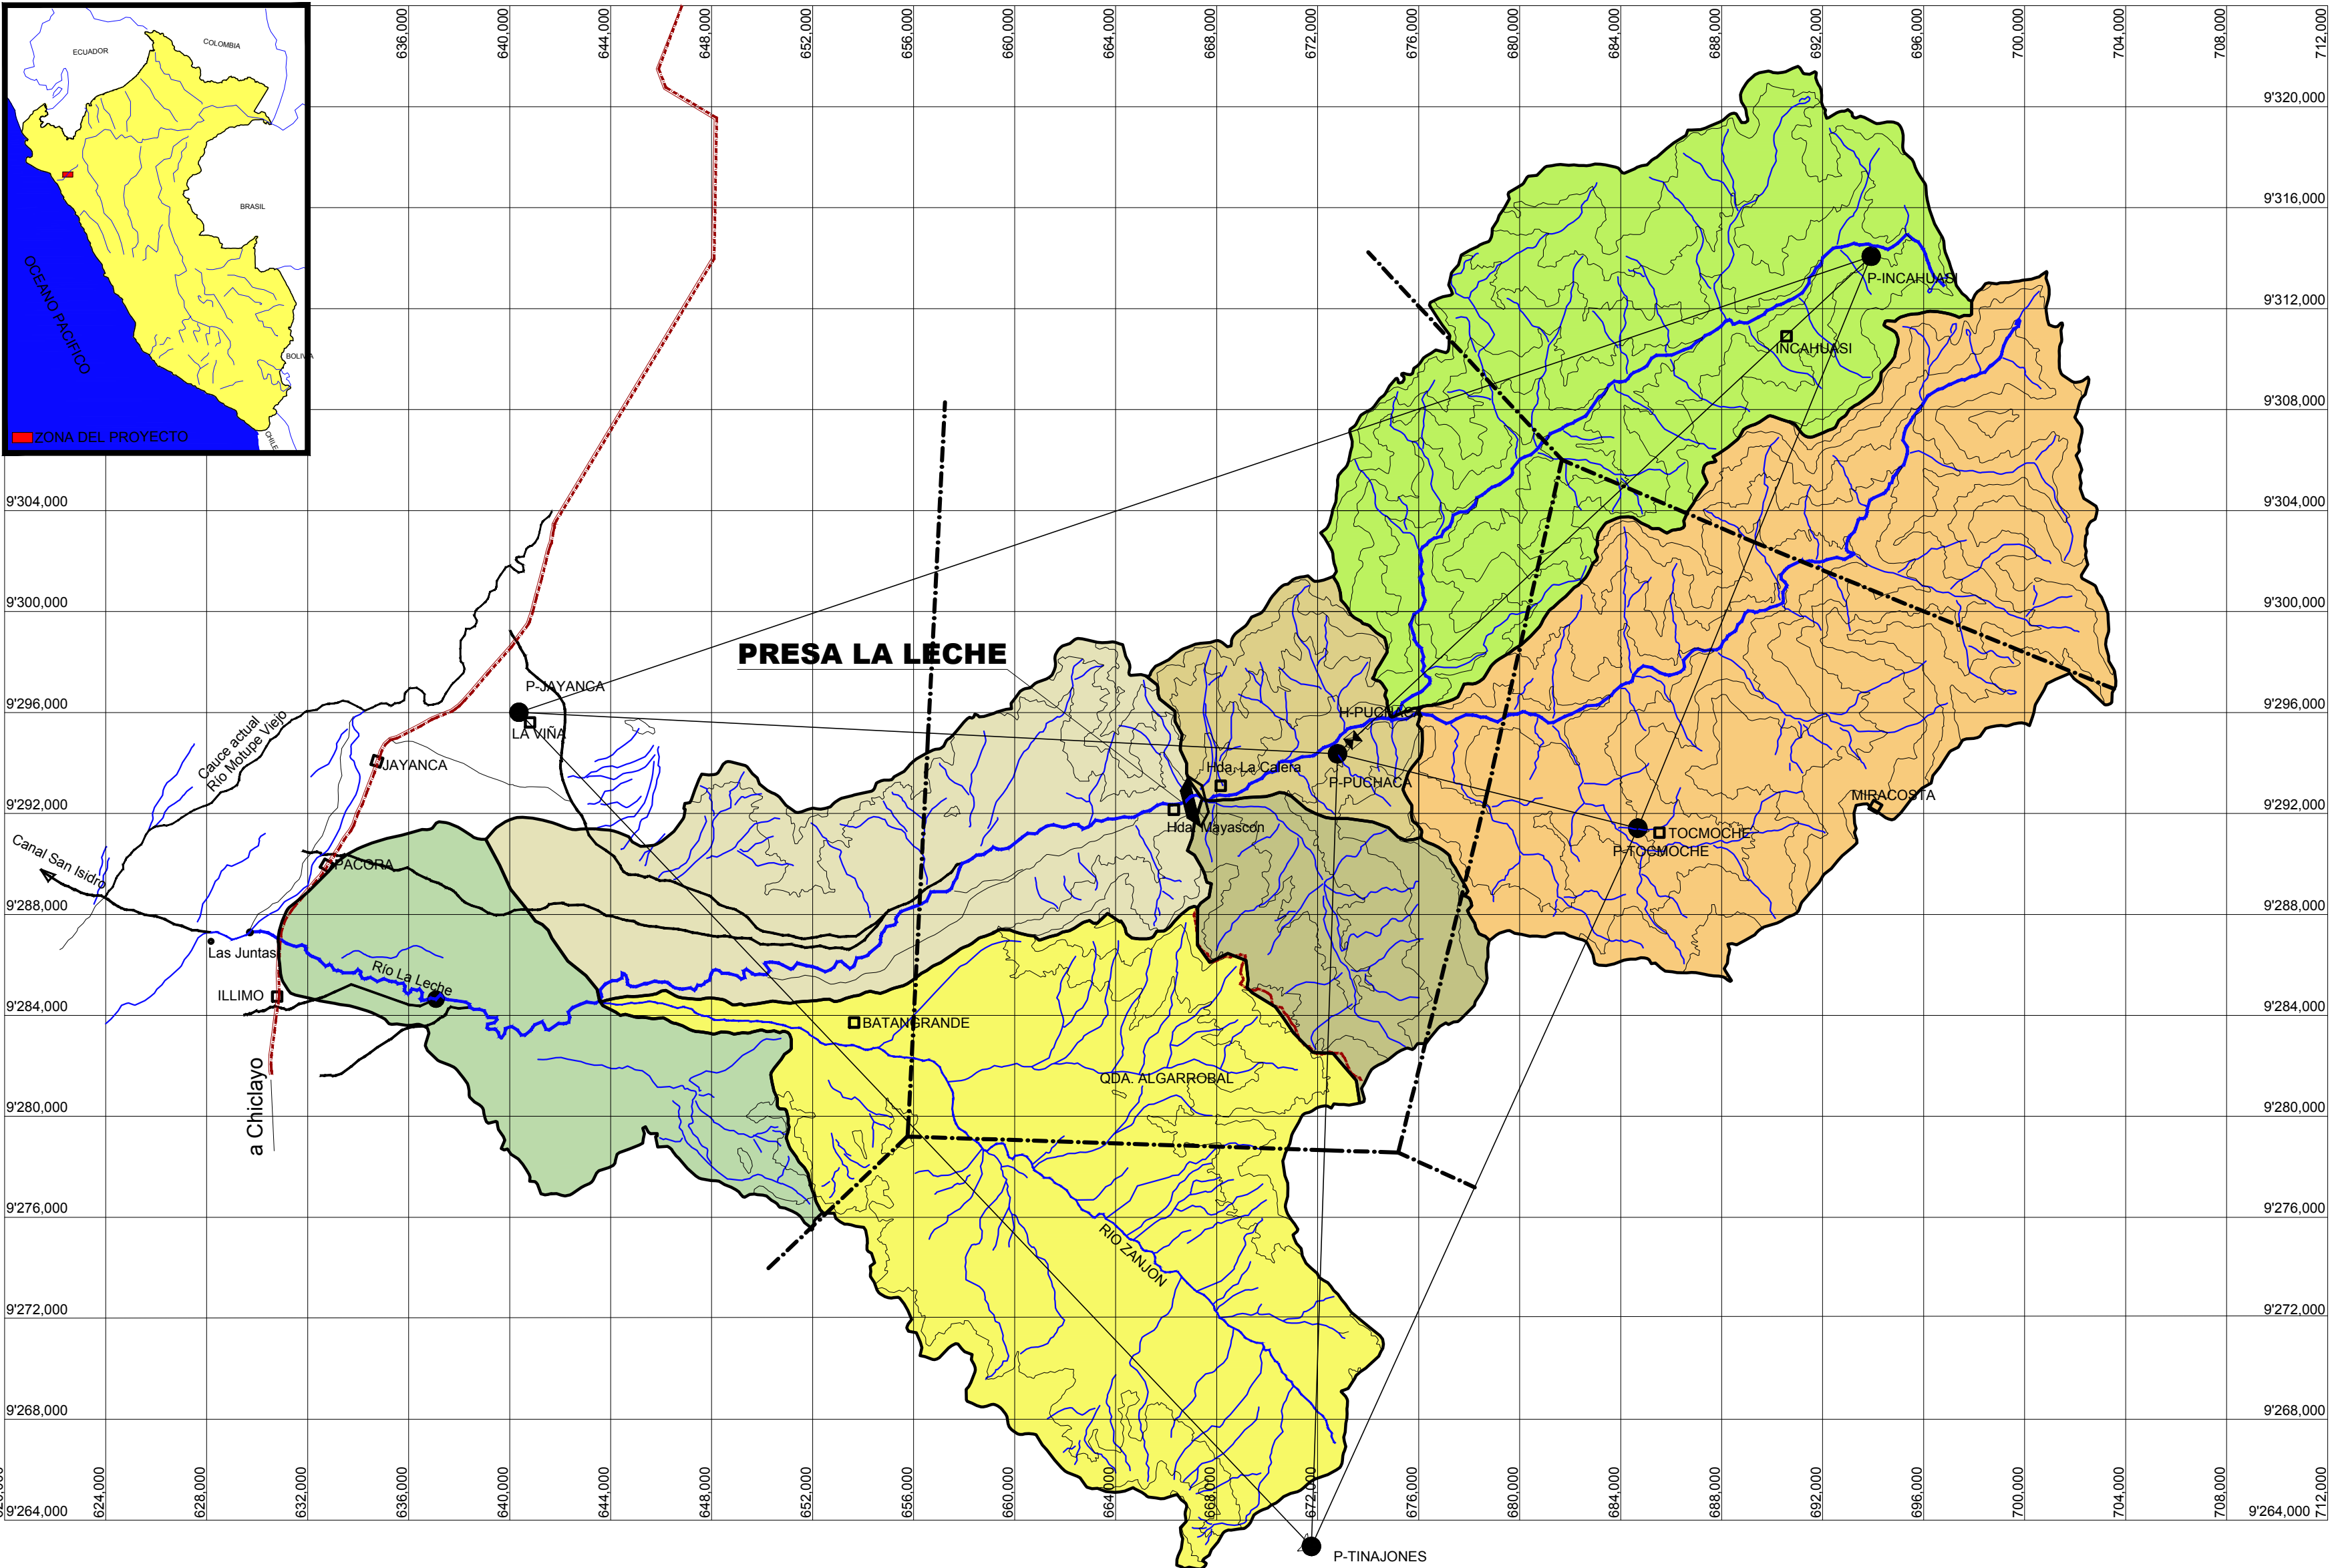 ECUADOR
COLOMBIA
BRASIL
OCEANO PACIFICO
BOLIVIA
CHILE
ZONA DEL PROYECTO
636,000
640,000
644,000
648,000
652,000
656,000
660,000
664,000
668,000
672,000
676,000
680,000
684,000
688,000
692,000
696,000
700,000
704,000
708,000
712,000
9'320,000
9'316,000
P-INCAHUASI
9'312,000
INCAHUASI
9'308,000
9'304,000
9'304,000
9'300,000
9'300,000
PRESA LA LECHE
P-JAYANCA
9'296,000
9'296,000
LA VIÑA
Cauce actual
Río Motupe Viejo
JAYANCA
Hda. La Calera
P-PUCHACA
MIRACOSTA
9'292,000
9'292,000
Hda. Mayascon
TOCMOCHE
P-TOCMOCHE
Canal San Isidro
PACORA
9'288,000
9'288,000
Las Juntas
Río La Leche
ILLIMO
9'284,000
9'284,000
BATANGRANDE
QDA. ALGARROBAL
a Chiclayo
9'280,000
9'280,000
9'276,000
9'276,000
RÍO ZANJON
9'272,000
9'272,000
9'268,000
9'268,000
624,000
628,000
632,000
636,000
640,000
644,000
648,000
652,000
656,000
660,000
664,000
668,000
672,000
676,000
680,000
684,000
688,000
692,000
696,000
700,000
704,000
708,000
712,000
9'264,000
9'264,000
P-TINAJONES